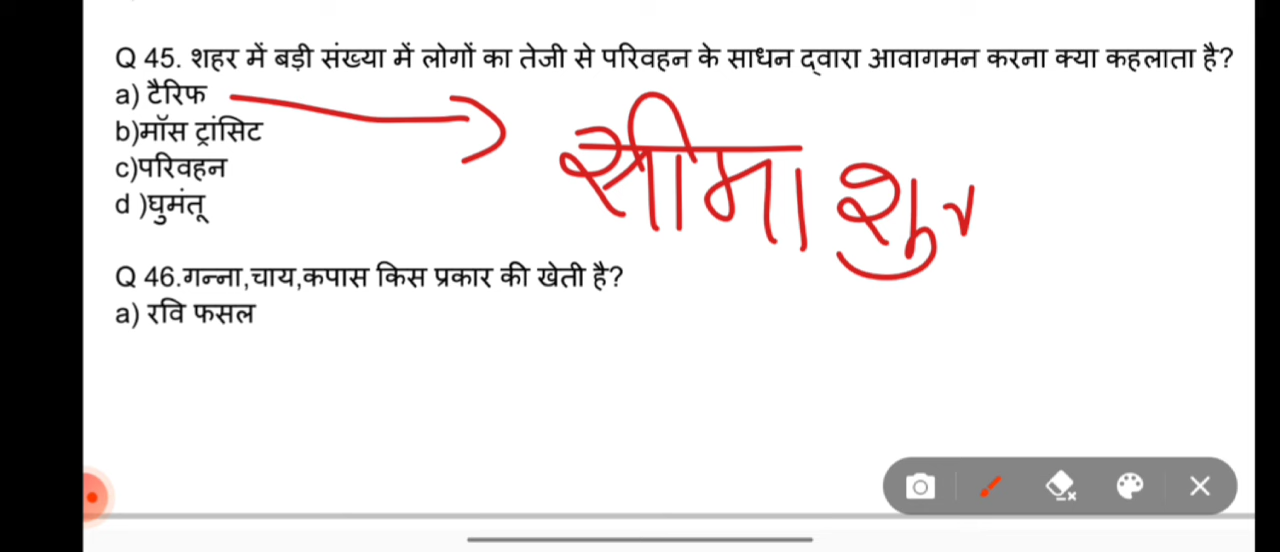 Q 45. शहर में बड़ी संख्या में लोगों का तेजी से परिवहन के साधन द्वारा आवागमन करना क्या कहलाता है?
a) टैरिफ
सीमा शु
b)मॉस ट्रांसिट
c)परिवहन
d )घुमंतू
Q 46.गन्ना,चाय,कपास किस प्रकार की खेती है?
a) रवि फसल